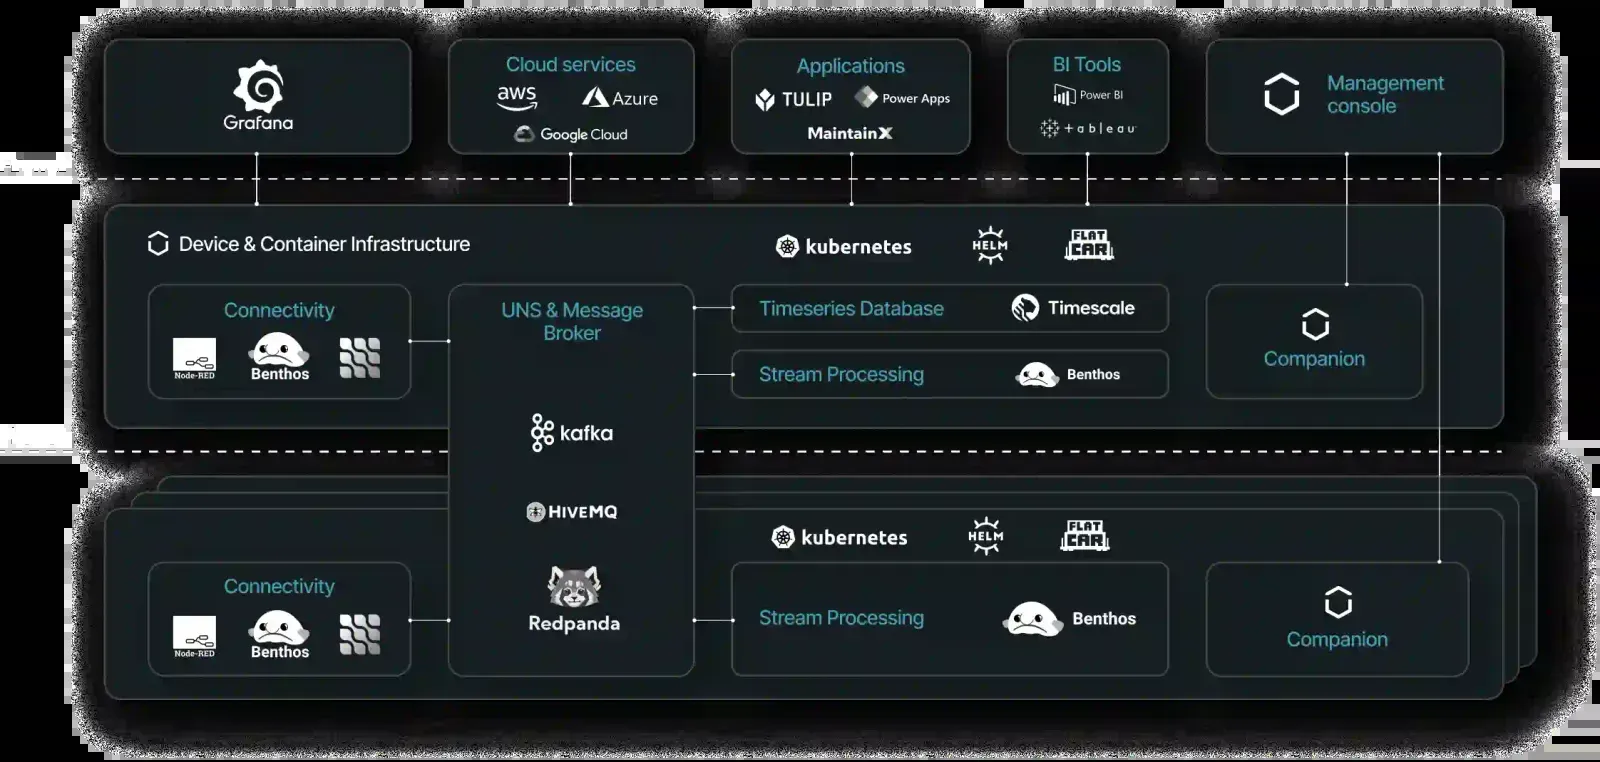 Grafana
Cloud services
aws
Azure
Google Cloud
Applications
TULIP
Power Apps
MaintainX
BI Tools
Power BI
+ableau
Management
console
Device & Container Infrastructure
kubernetes
HELM
FLAT
CAR
Connectivity
Node-RED
Benthos
UNS & Message
Broker
kafka
HIVEMQ
Redpanda
Timeseries Database
Timescale
Stream Processing
Benthos
Companion
kubernetes
HELM
FLAT
CAR
Connectivity
Node-RED
Benthos
Stream Processing
Benthos
Companion